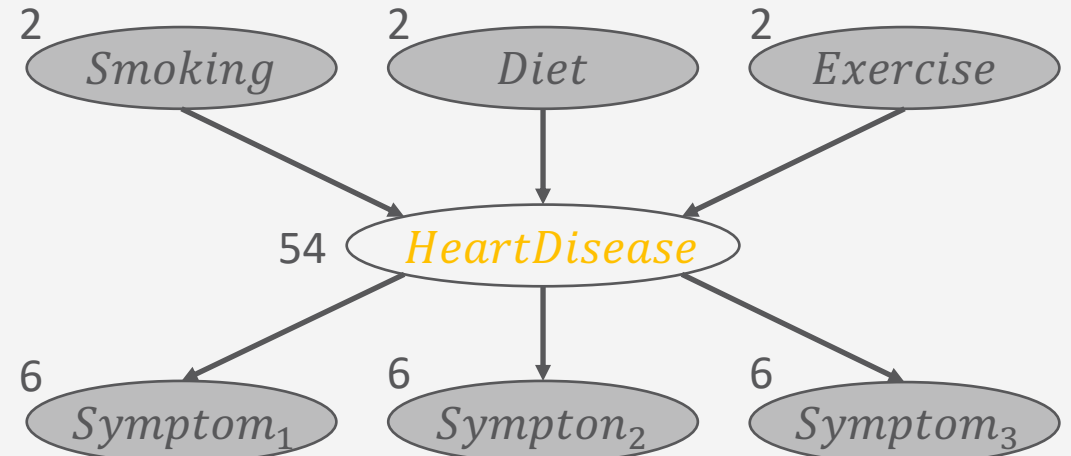 2 2 2
Smoking Diet Exercise
54 HeartDisease
6 6 6
Symptom₁ Sympton₂ Symptom₃